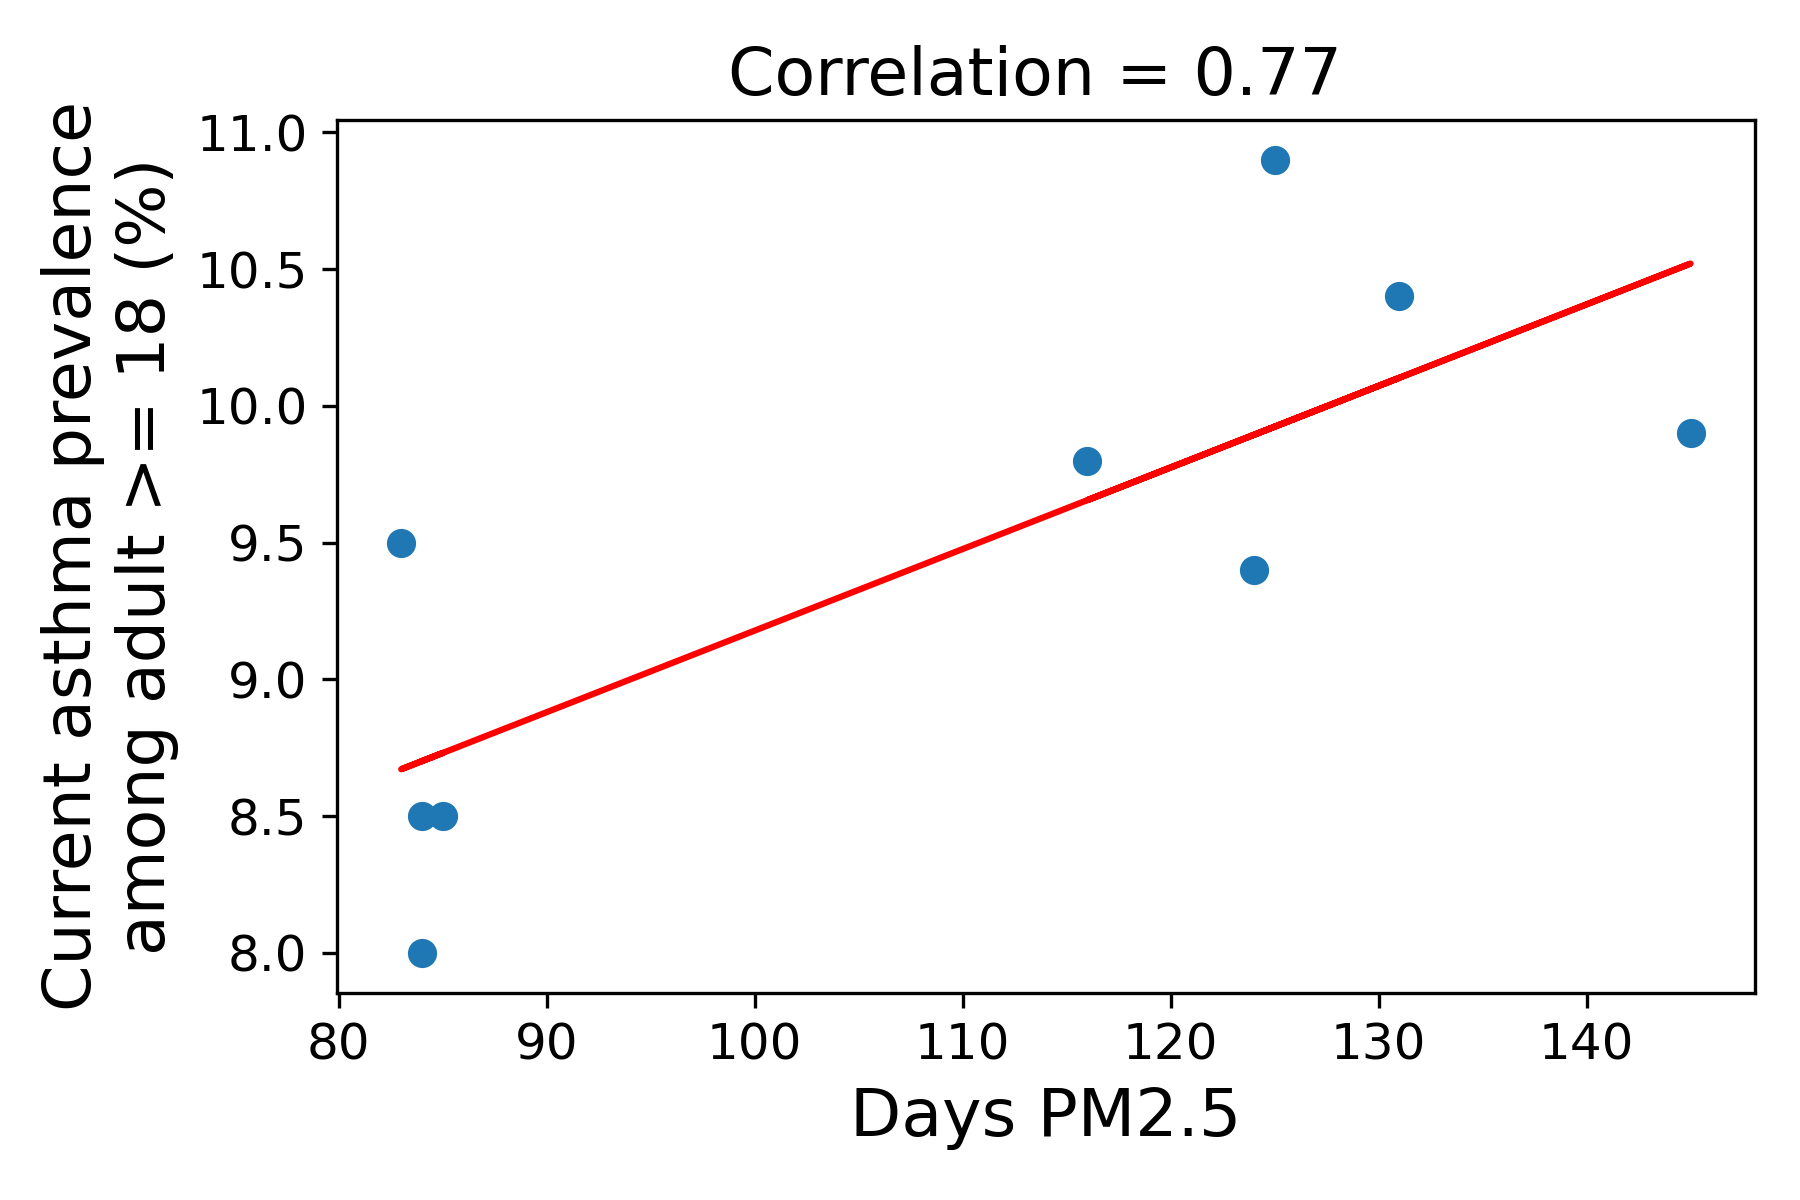 Correlation = 0.77
Current asthma prevalence
among adult >= 18 (%)
11.0
10.5
10.0
9.5
9.0
8.5
8.0
80 90 100 110 120 130 140
Days PM2.5